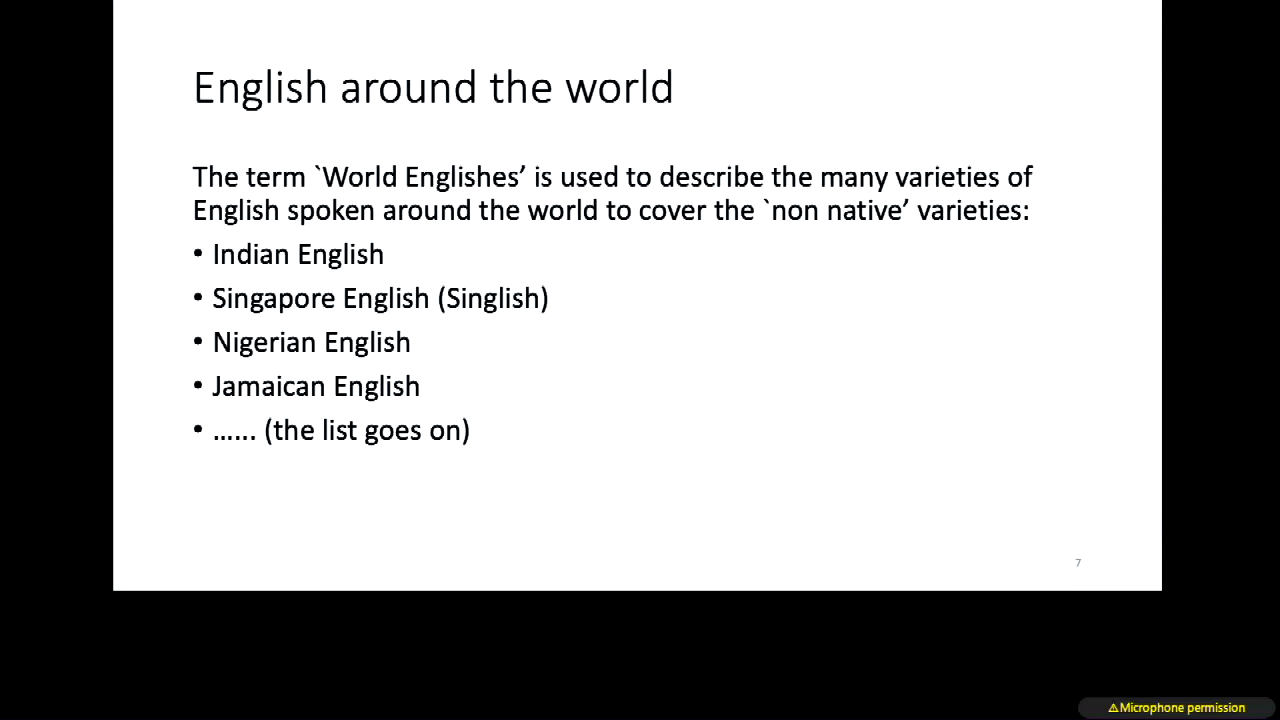 English around the world
The term `World Englishes’ is used to describe the many varieties of
English spoken around the world to cover the `non native’ varieties:
• Indian English
• Singapore English (Singlish)
• Nigerian English
• Jamaican English
• …... (the list goes on)
7
⚠Microphone permission